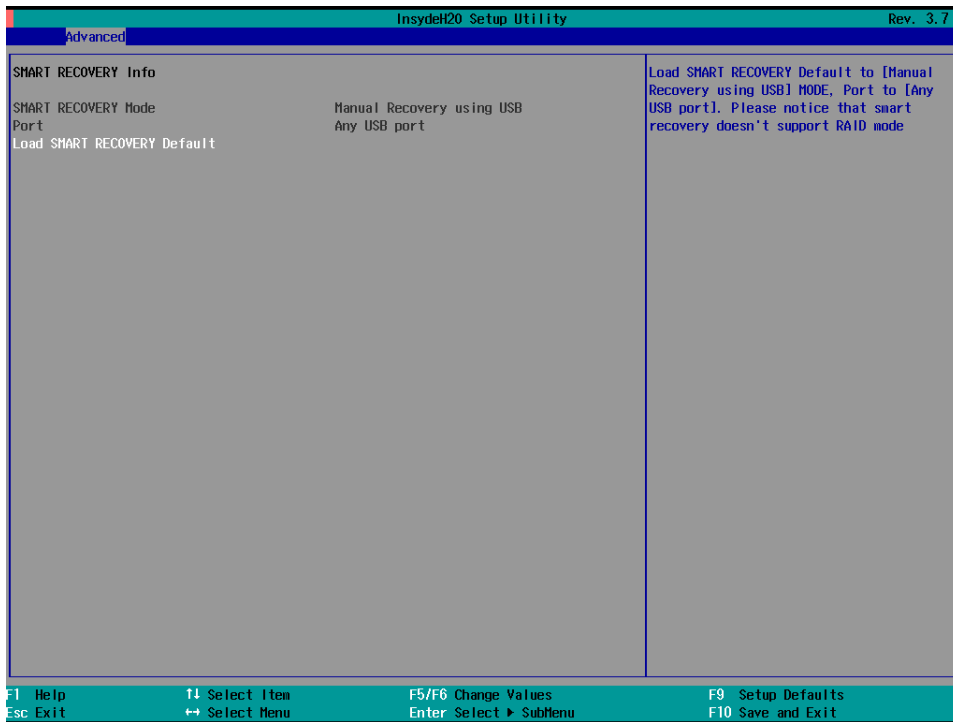 InsydeH20 Setup Utility Rev. 3.7
Advanced
SMART RECOVERY Info
SMART RECOVERY Mode Manual Recovery using USB
Port Any USB port
Load SMART RECOVERY Default
Load SMART RECOVERY Default to [Manual
Recovery using USB] MODE, Port to [Any
USB port]. Please notice that smart
recovery doesn't support RAID mode
F1 Help ↑↓ Select Item F5/F6 Change Values F9 Setup Defaults
Esc Exit ←→ Select Menu Enter Select ▶ SubMenu F10 Save and Exit